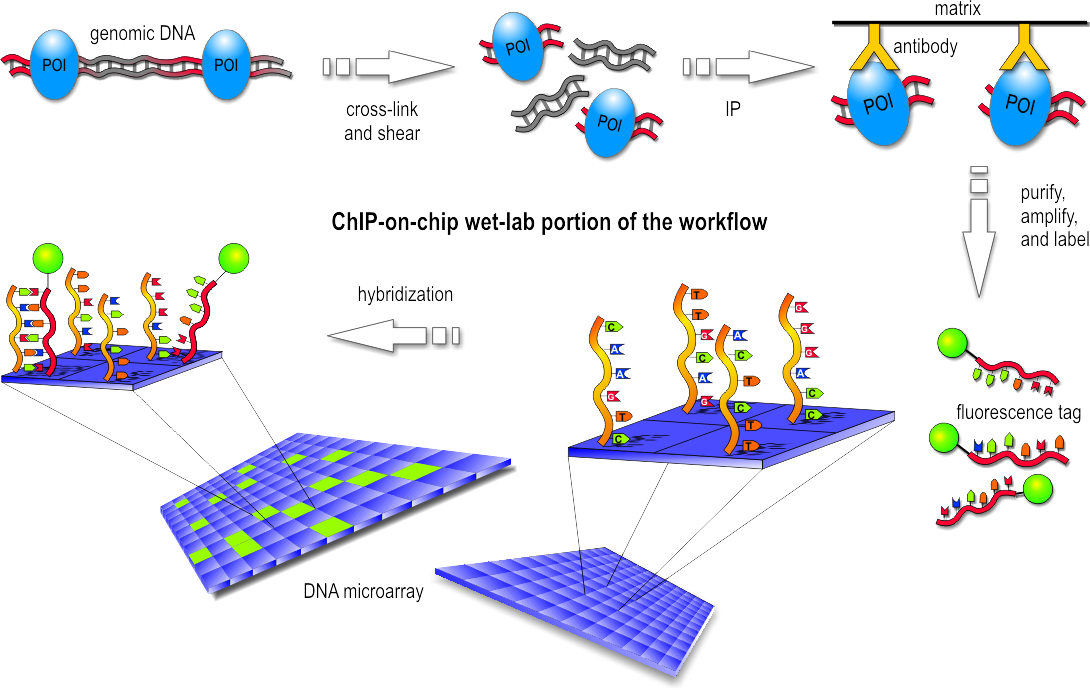 genomic DNA
POI
POI
cross-link
and shear
POI
POI
IP
matrix
antibody
POI
POI
purify,
amplify,
and label
ChIP-on-chip wet-lab portion of the workflow
fluorescence tag
hybridization
C
A
A
G
T
C
T
T
G
C
A
G
A
C
T
C
T
T
G
G
G
A
C
C
DNA microarray